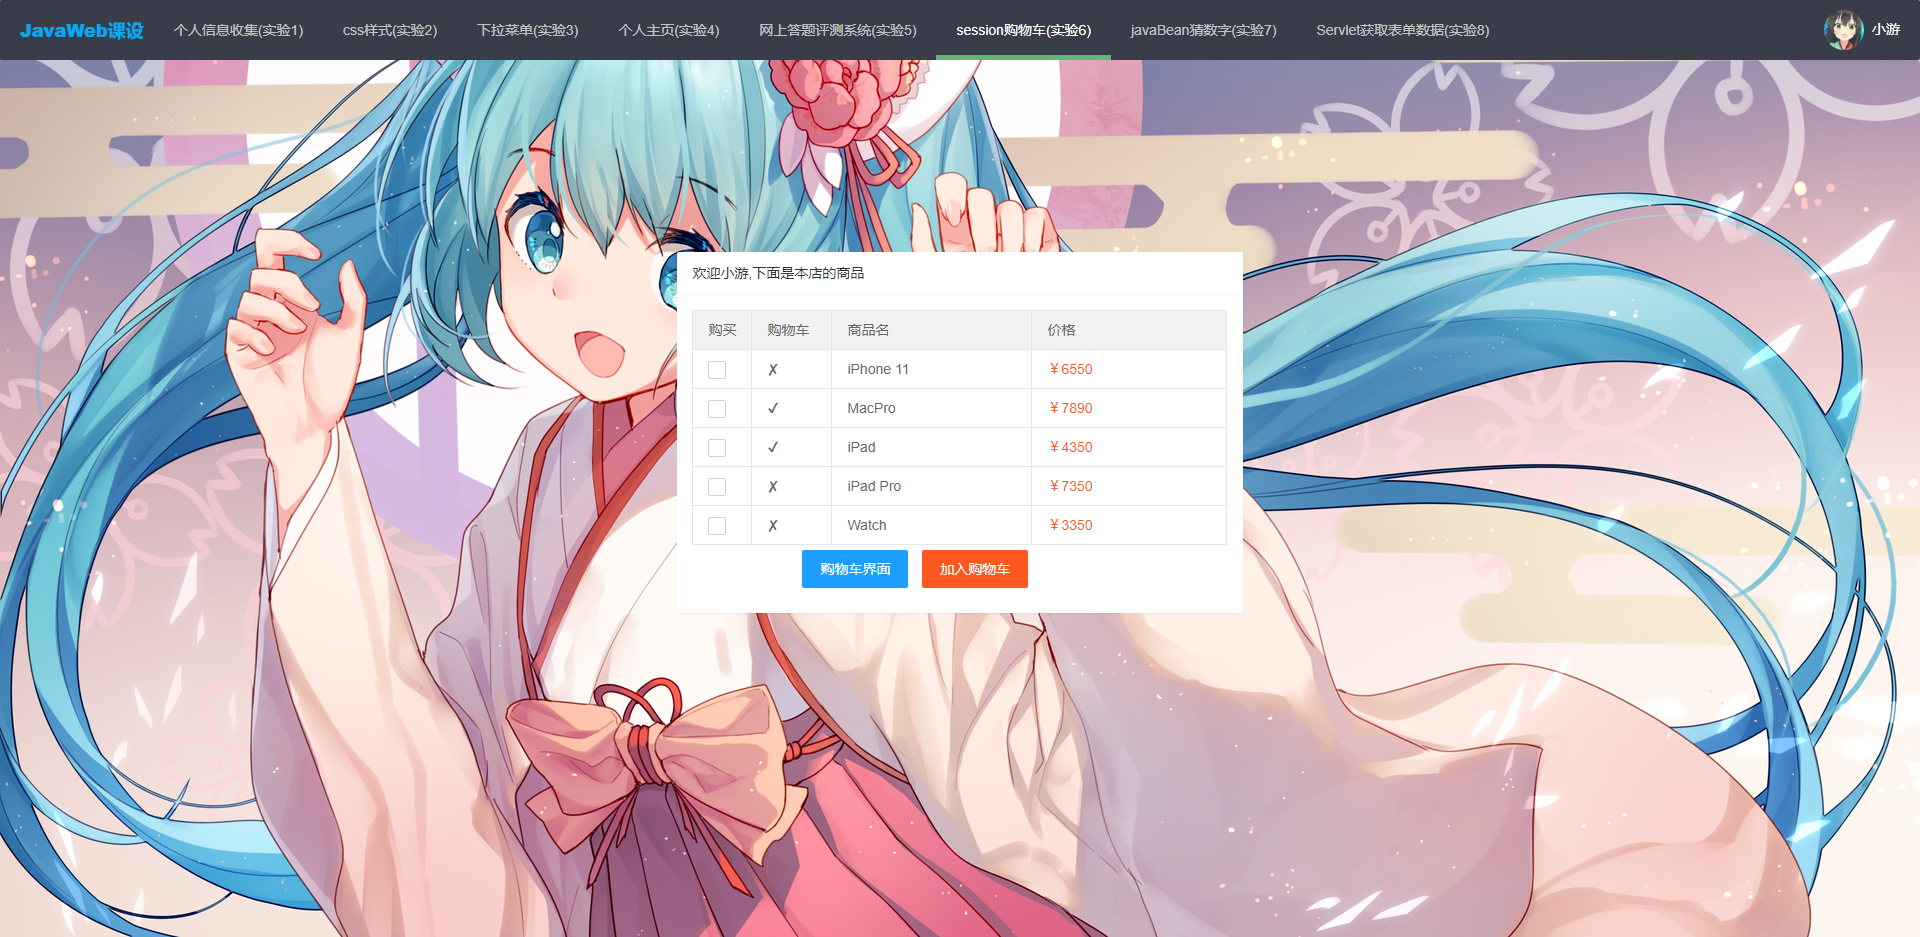 JavaWeb课设 个人信息收集(实验1) css样式(实验2) 下拉菜单(实验3) 个人主页(实验4) 网上答题评测系统(实验5) session购物车(实验6) javaBean猜数字(实验7) Servlet获取表单数据(实验8) 小游
欢迎小游,下面是本店的商品
购买 购物车 商品名 价格
✗ iPhone 11 ¥6550
✓ MacPro ¥7890
✓ iPad ¥4350
✗ iPad Pro ¥7350
✗ Watch ¥3350
购物车界面 加入购物车